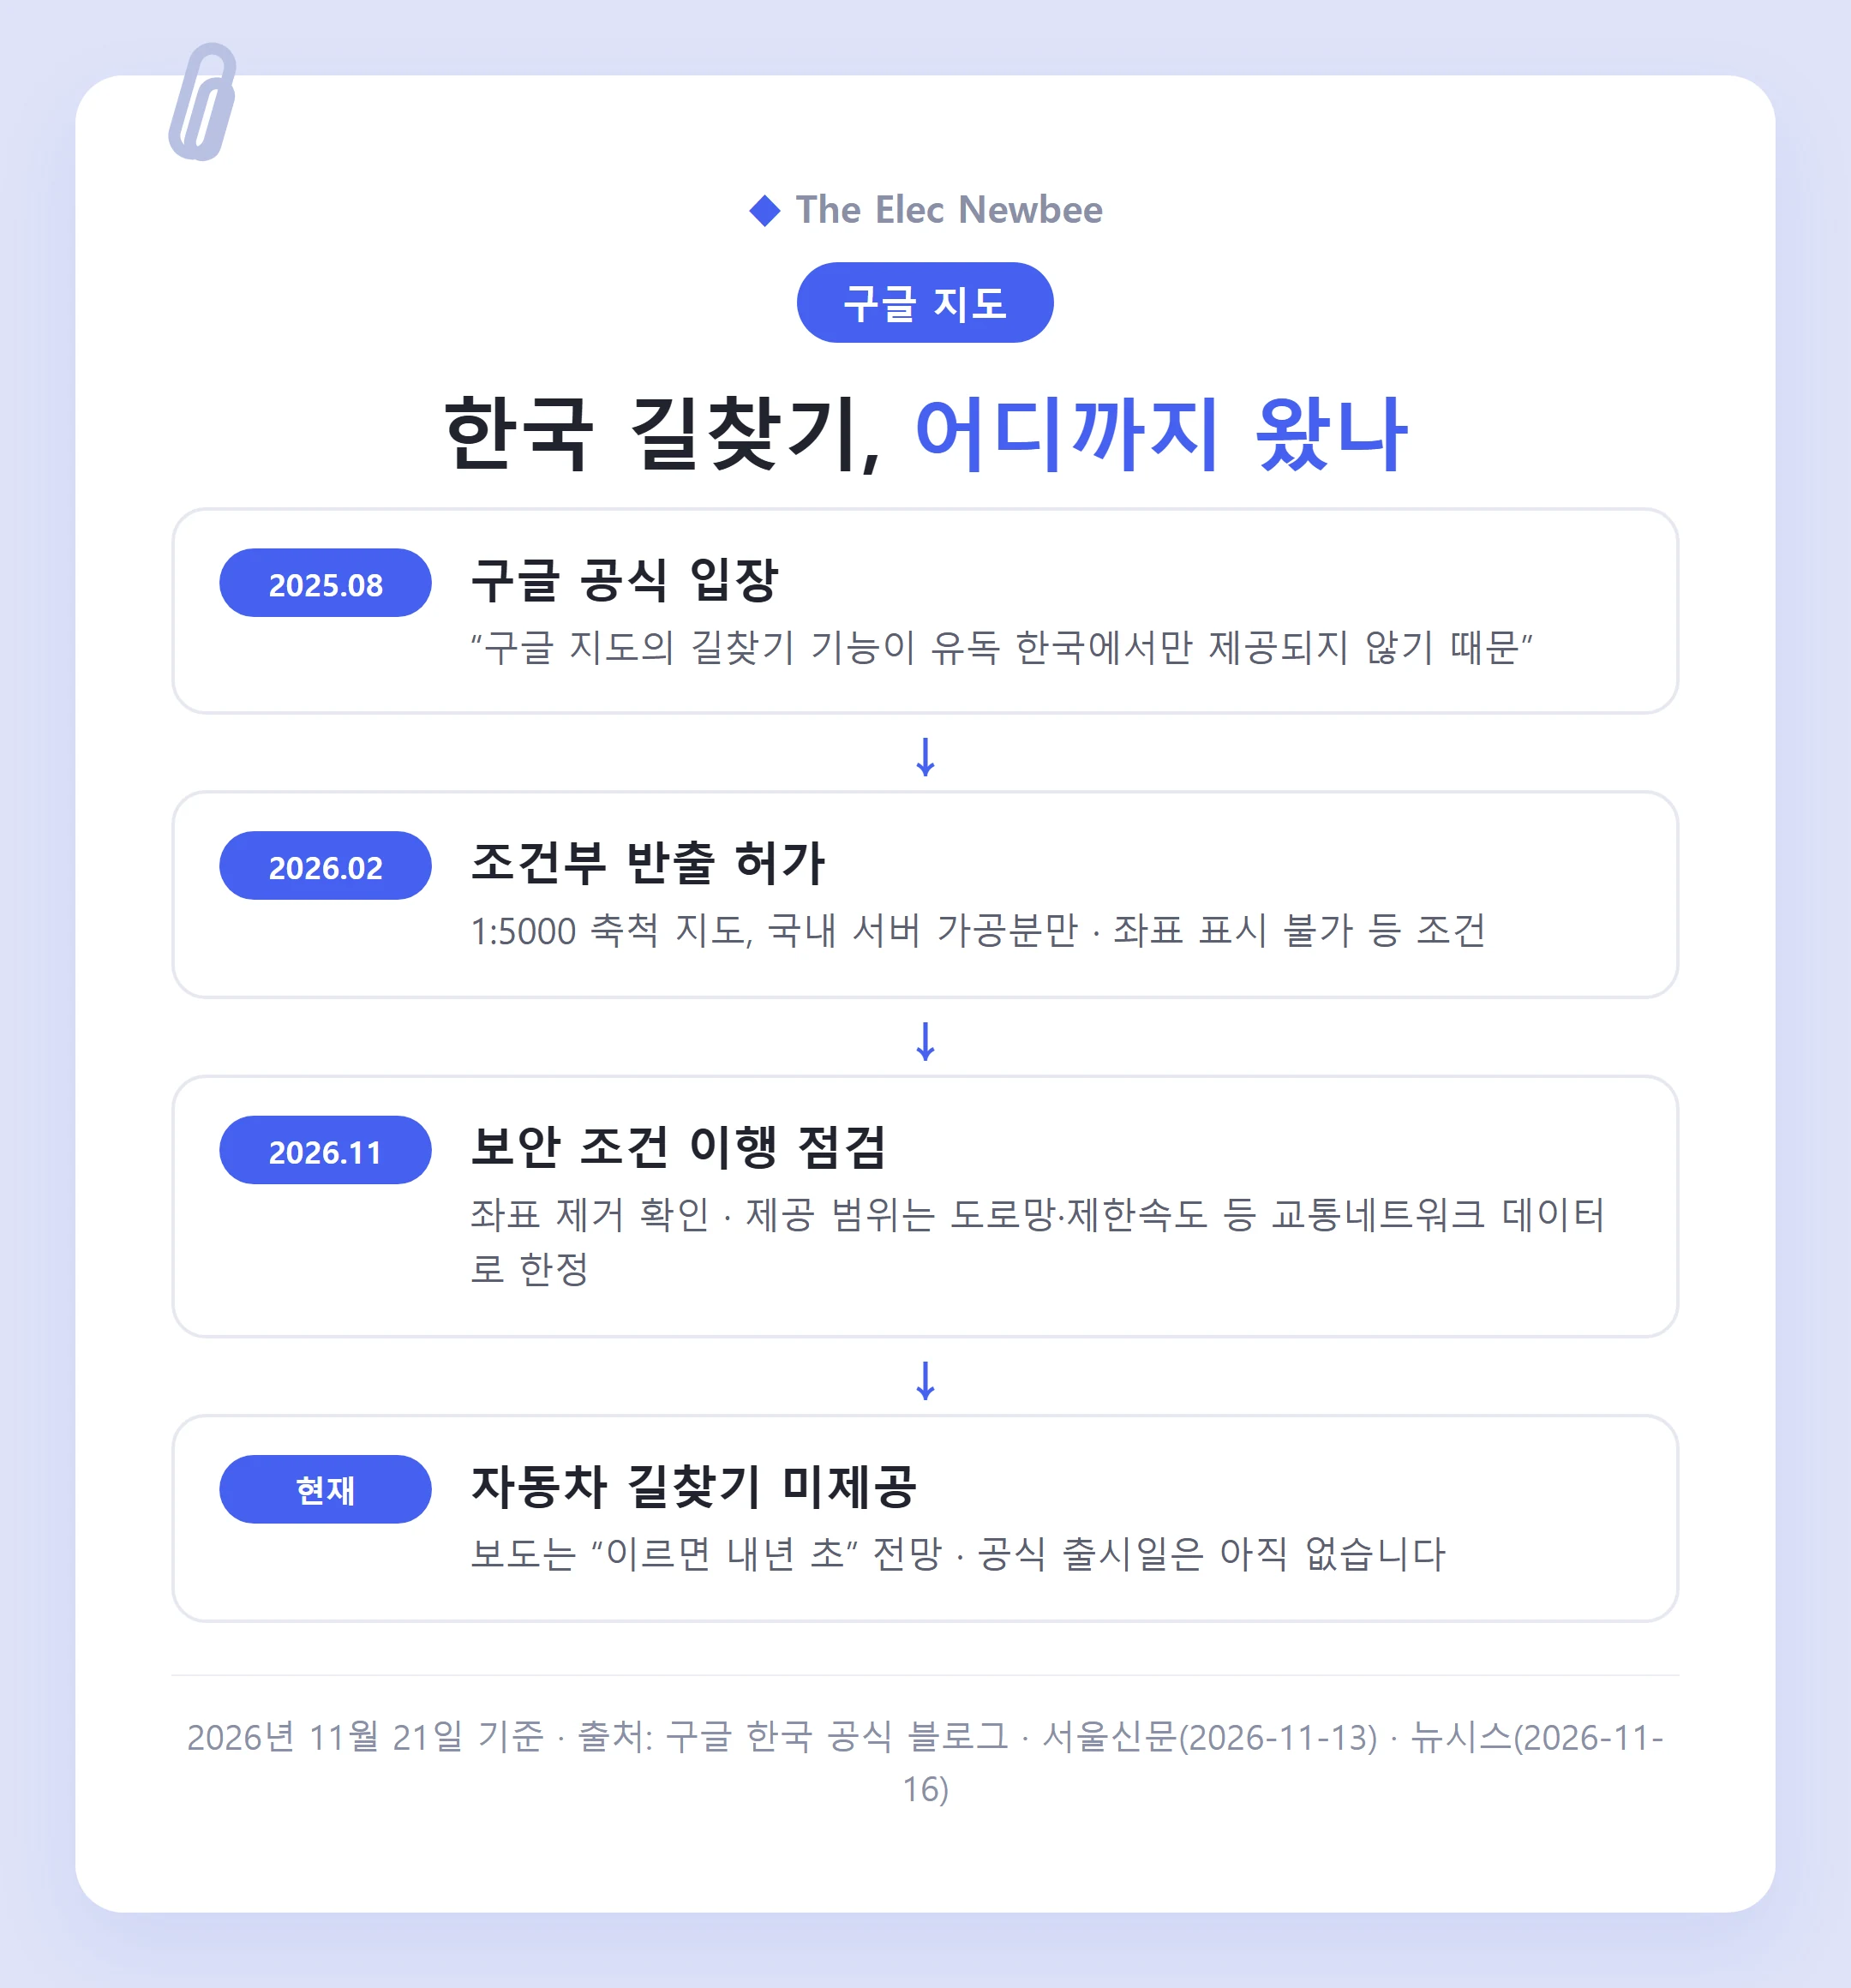 ◆ The Elec Newbee
구글 지도
한국 길찾기, 어디까지 왔나
2025.08
구글 공식 입장
“구글 지도의 길찾기 기능이 유독 한국에서만 제공되지 않기 때문”
↓
2026.02
조건부 반출 허가
1:5000 축척 지도, 국내 서버 가공분만 · 좌표 표시 불가 등 조건
↓
2026.11
보안 조건 이행 점검
좌표 제거 확인 · 제공 범위는 도로망·제한속도 등 교통네트워크 데이터
로 한정
↓
현재
자동차 길찾기 미제공
보도는 “이르면 내년 초” 전망 · 공식 출시일은 아직 없습니다
2026년 11월 21일 기준 · 출처: 구글 한국 공식 블로그 · 서울신문(2026-11-13) · 뉴시스(2026-11-
16)